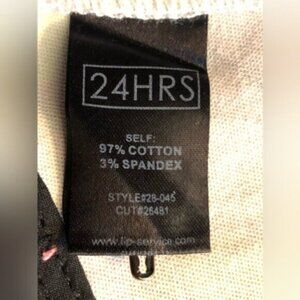 24HRS
SELF:
97% COTTON
3% SPANDEX
STYLE#28-045
CUT#25481
www.lip-service.com